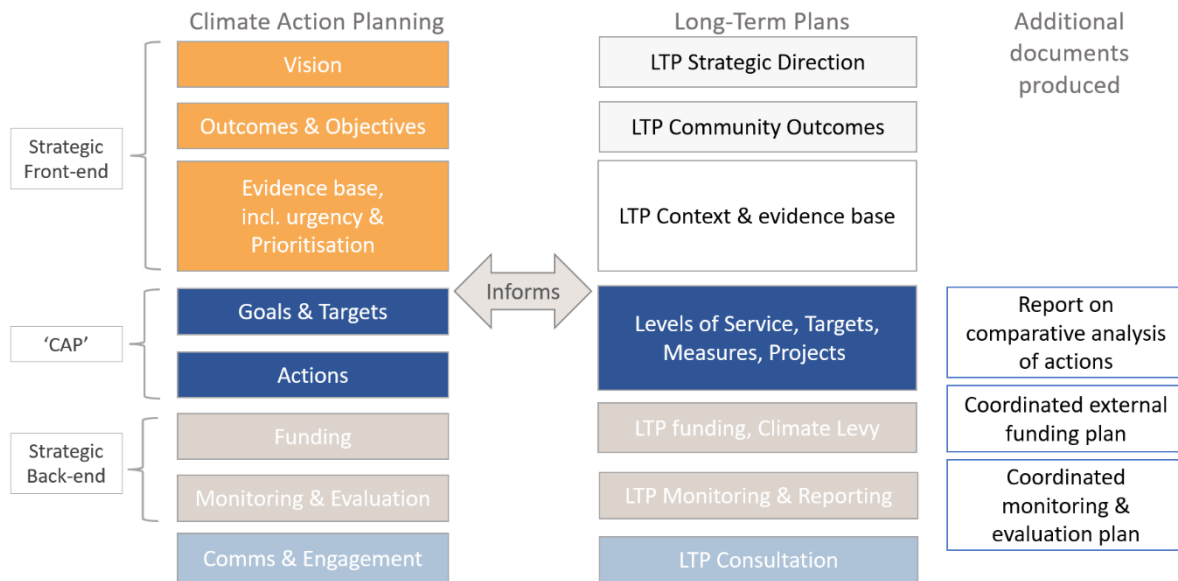 Climate Action Planning
Long-Term Plans
Additional
documents
produced
Strategic
Front-end
Vision
LTP Strategic Direction
Outcomes & Objectives
LTP Community Outcomes
Evidence base,
incl. urgency &
Prioritisation
LTP Context & evidence base
Informs
'CAP'
Goals & Targets
Actions
Levels of Service, Targets,
Measures, Projects
Report on
comparative analysis
of actions
Strategic
Back-end
Funding
LTP funding, Climate Levy
Coordinated external
funding plan
Monitoring & Evaluation
LTP Monitoring & Reporting
Coordinated
monitoring &
evaluation plan
Comms & Engagement
LTP Consultation